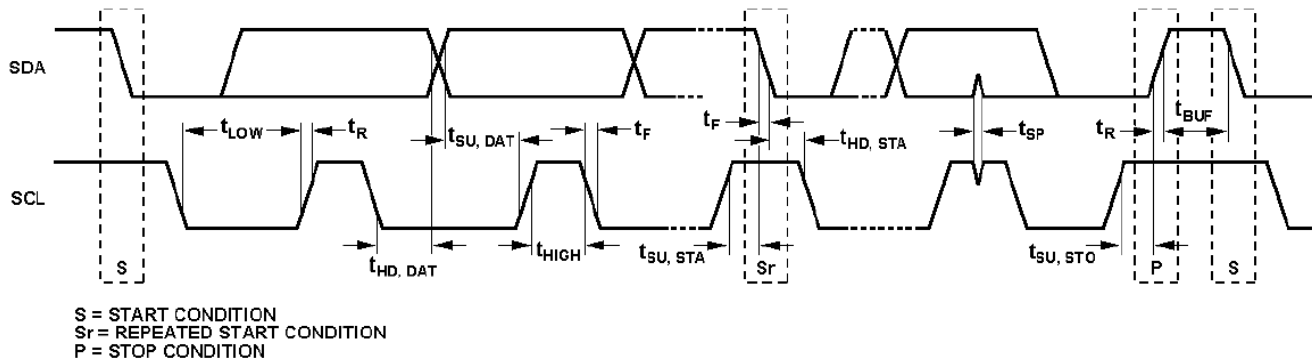 SDA
tLOW
tR
tSU, DAT
tF
tF
tHD, STA
tSP
tR
tBUF
SCL
tHD, DAT
tHIGH
tSU, STA
tSU, STO
S
Sr
P
S
S = START CONDITION
Sr = REPEATED START CONDITION
P = STOP CONDITION